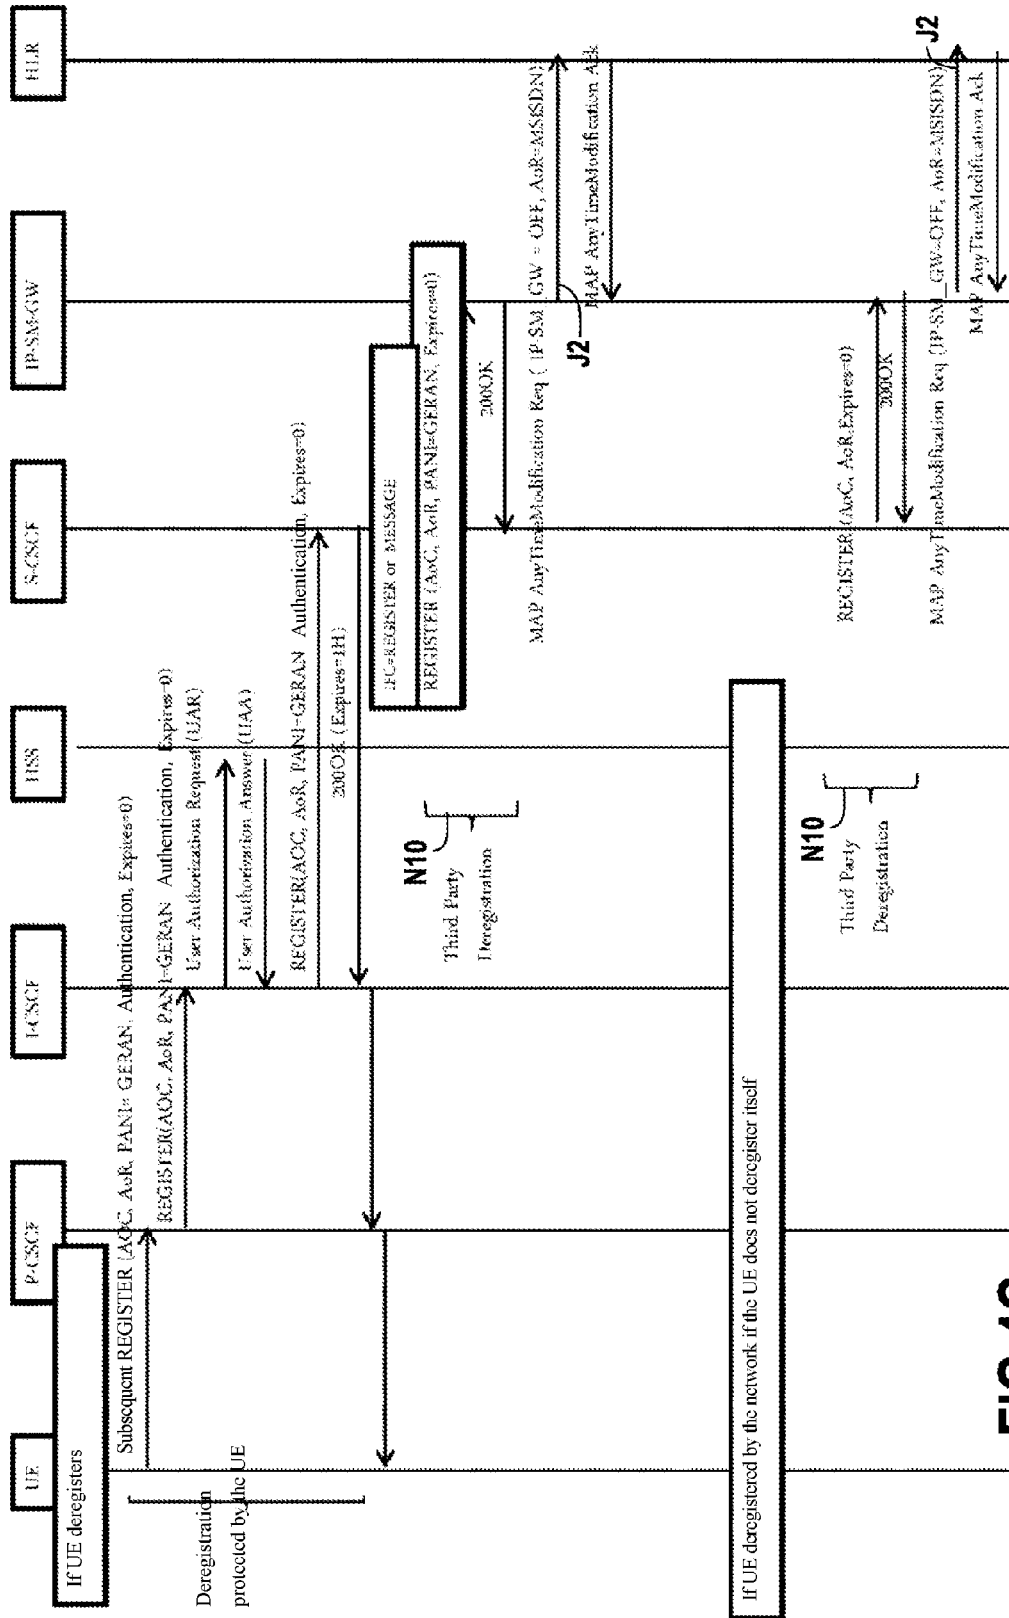 UE
P-CSCF
I-CSCF
HSS
S-CSCF
IP-SM-GW
HLR
If UE deregisters
Subsequent REGISTER (AOC, AoR, PANI= GERAN, Authentication, Expires=0)
REGISTER(AOC, AoR, PANI=GERAN Authentication, Expires=0)
User Authorization Request (UAR)
User Authorization Answer (UAA)
REGISTER(AOC, AoR, PANI=GERAN Authentication, Expires=0)
200OK (Expires=1H)
Deregistration
protected by the UE
IFC=REGISTER or MESSAGE
REGISTER (AoC, AoR, PANI=GERAN, Expires=0))
N10
Third Party
Deregistration
200OK
MAP AnyTimeModification Req ( IP-SM_GW = OFF, AoR=MSISDN)
J2
MAP AnyTimeModification Ack
If UE deregistered by the network if the UE does not deregister itself
N10
Third Party
Deregistration
REGISTER (AoC, AoR,Expires=0)
200OK
MAP AnyTimeModification Req (IP-SM_GW=OFF, AoR=MSISDN)
J2
MAP AnyTimeModification Ack